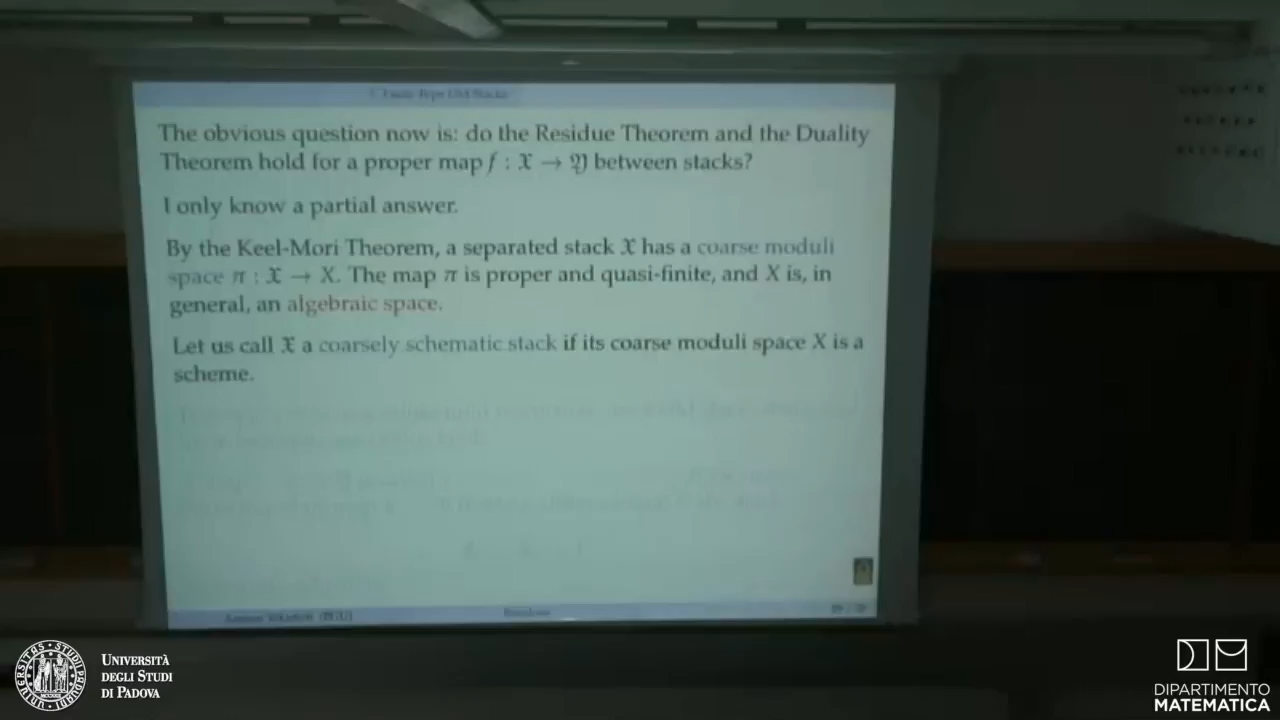 The obvious question now is: do the Residue Theorem and the Duality
Theorem hold for a proper map f : 𝔛 → 𝔜 between stacks?
I only know a partial answer.
By the Keel-Mori Theorem, a separated stack 𝔛 has a coarse moduli
space π : 𝔛 → X. The map π is proper and quasi-finite, and X is, in
general, an algebraic space.
Let us call 𝔛 a coarsely schematic stack if its coarse moduli space X is a
scheme.
UNIVERSITÀ
DEGLI STUDI
DI PADOVA
DIPARTIMENTO
MATEMATICA